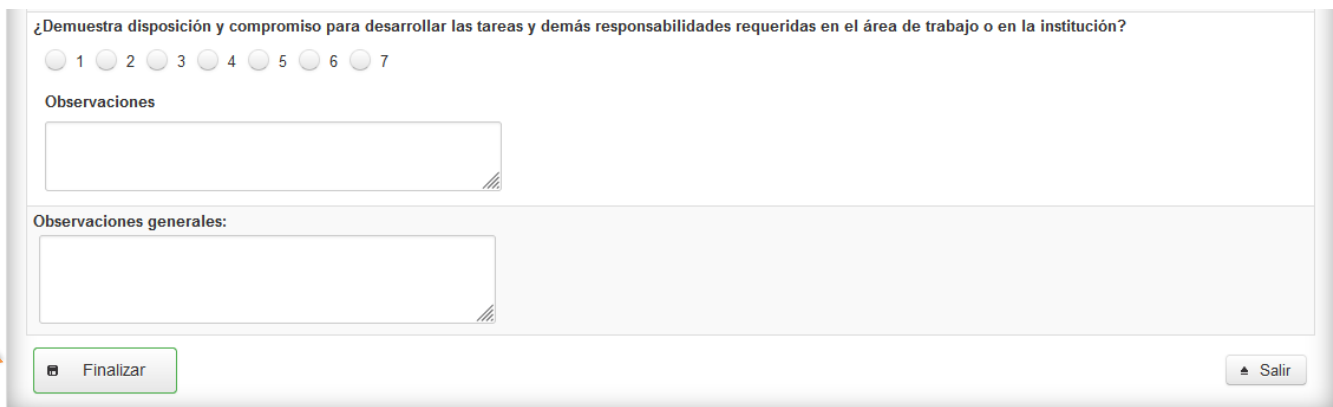 ¿Demuestra disposición y compromiso para desarrollar las tareas y demás responsabilidades requeridas en el área de trabajo o en la institución?
1 2 3 4 5 6 7
Observaciones
Observaciones generales:
Finalizar
Salir